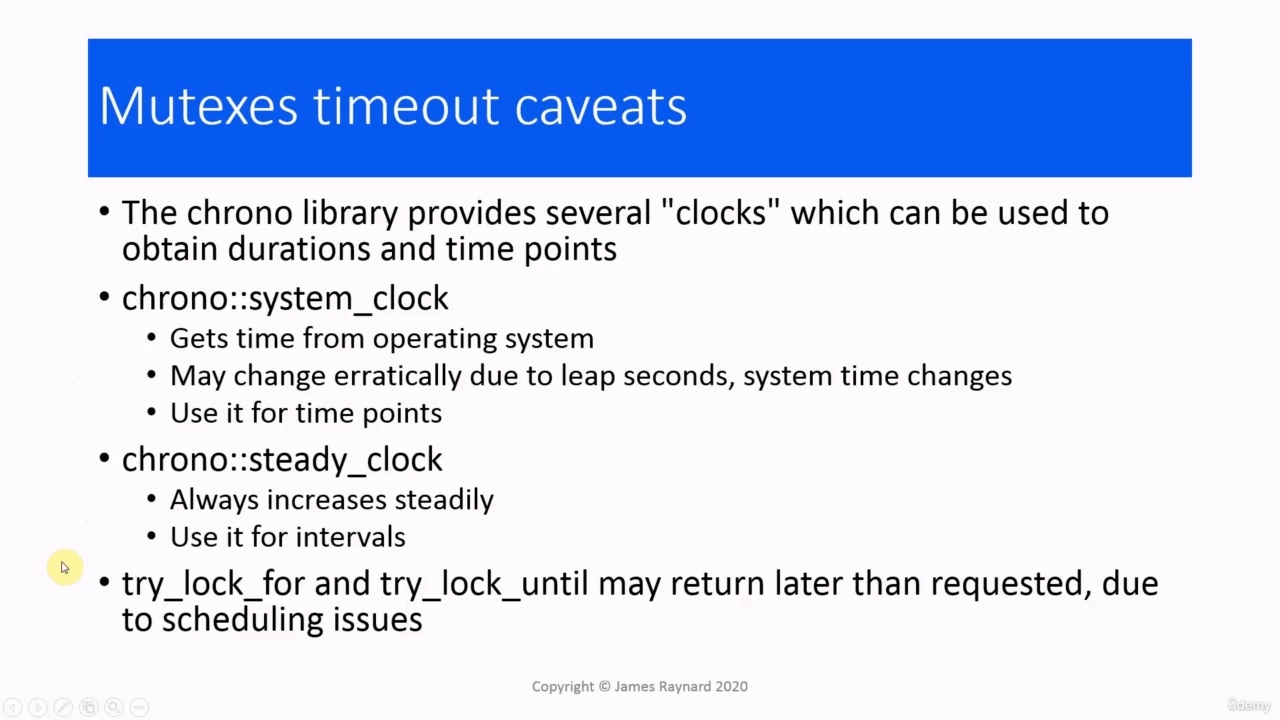 Mutexes timeout caveats
• The chrono library provides several "clocks" which can be used to
obtain durations and time points
• chrono::system_clock
• Gets time from operating system
• May change erratically due to leap seconds, system time changes
• Use it for time points
• chrono::steady_clock
• Always increases steadily
• Use it for intervals
• try_lock_for and try_lock_until may return later than requested, due
to scheduling issues
Copyright © James Raynard 2020
ûdemy